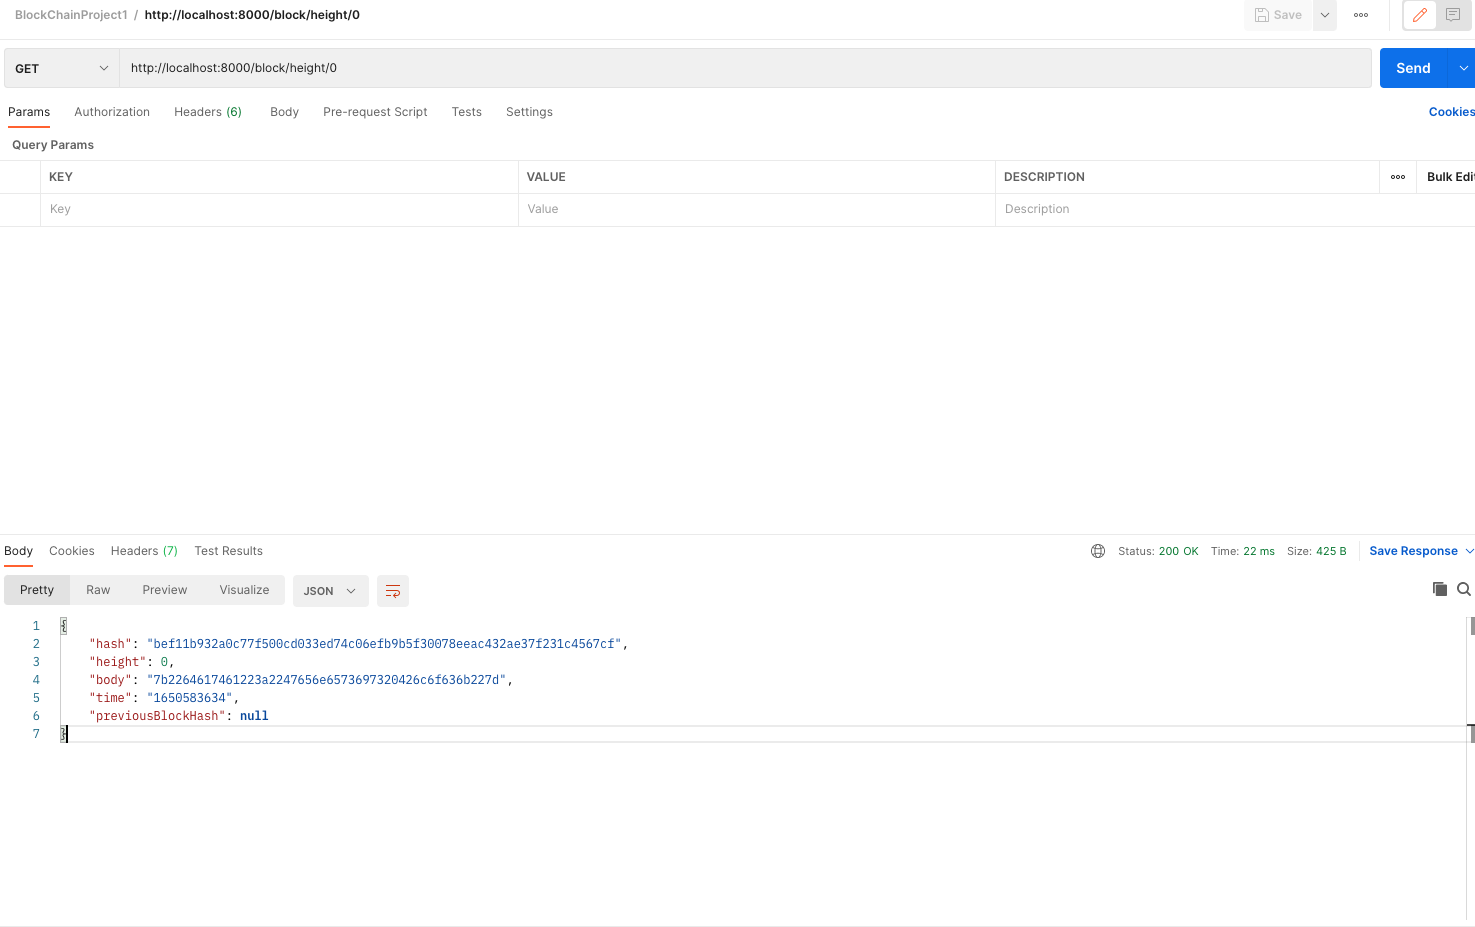 BlockChainProject1 / http://localhost:8000/block/height/0
Save
GET http://localhost:8000/block/height/0 Send
Params Authorization Headers (6) Body Pre-request Script Tests Settings Cookies
Query Params
KEY VALUE DESCRIPTION Bulk Edit
Key Value Description
Body Cookies Headers (7) Test Results Status: 200 OK Time: 22 ms Size: 425 B Save Response
Pretty Raw Preview Visualize JSON
1 {
2 "hash": "bef11b932a0c77f500cd033ed74c06efb9b5f30078eeac432ae37f231c4567cf",
3 "height": 0,
4 "body": "7b2264617461223a2247656e6573697320426c6f636b227d",
5 "time": "1650583634",
6 "previousBlockHash": null
7 }